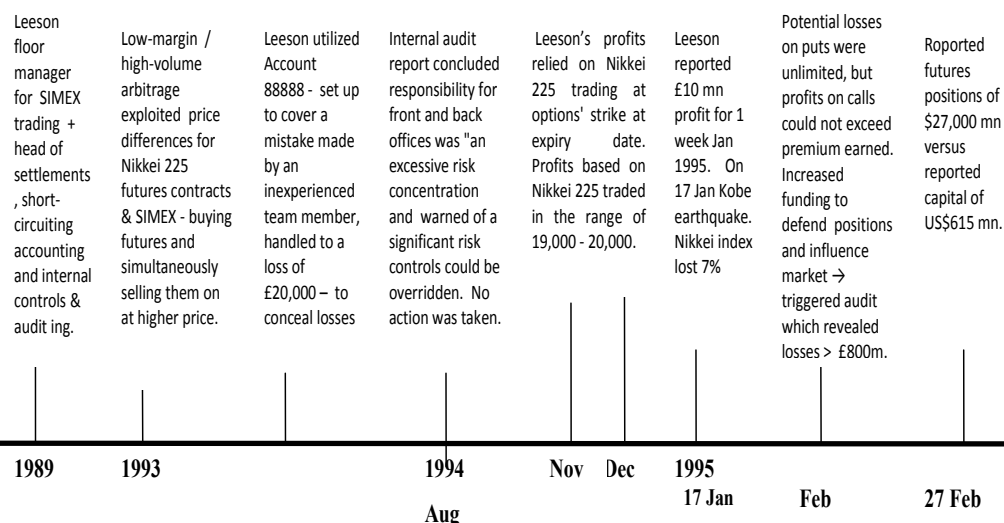 Leeson
floor
manager
for SIMEX
trading +
head of
settlements
, short-
circuiting
accounting
and internal
controls &
audit ing.
Low-margin /
high-volume
arbitrage
exploited price
differences for
Nikkei 225
futures contracts
& SIMEX - buying
futures and
simultaneously
selling them on
at higher price.
Leeson utilized
Account
88888 - set up
to cover a
mistake made
by an
inexperienced
team member,
handled to a
loss of
£20,000 – to
conceal losses
Internal audit
report concluded
responsibility for
front and back
offices was "an
excessive risk
concentration
and warned of a
significant risk
controls could be
overridden. No
action was taken.
Leeson's profits
relied on Nikkei
225 trading at
options' strike at
expiry date.
Profits based on
Nikkei 225 traded
in the range of
19,000 - 20,000.
Leeson
reported
£10 mn
profit for 1
week Jan
1995. On
17 Jan Kobe
earthquake.
Nikkei index
lost 7%
Potential losses
on puts were
unlimited, but
profits on calls
could not exceed
premium earned.
Increased
funding to
defend positions
and influence
market →
triggered audit
which revealed
losses > £800m.
Roported
futures
positions of
$27,000 mn
versus
reported
capital of
US$615 mn.
1989
1993
1994
Aug
Nov
Dec
1995
17 Jan
Feb
27 Feb